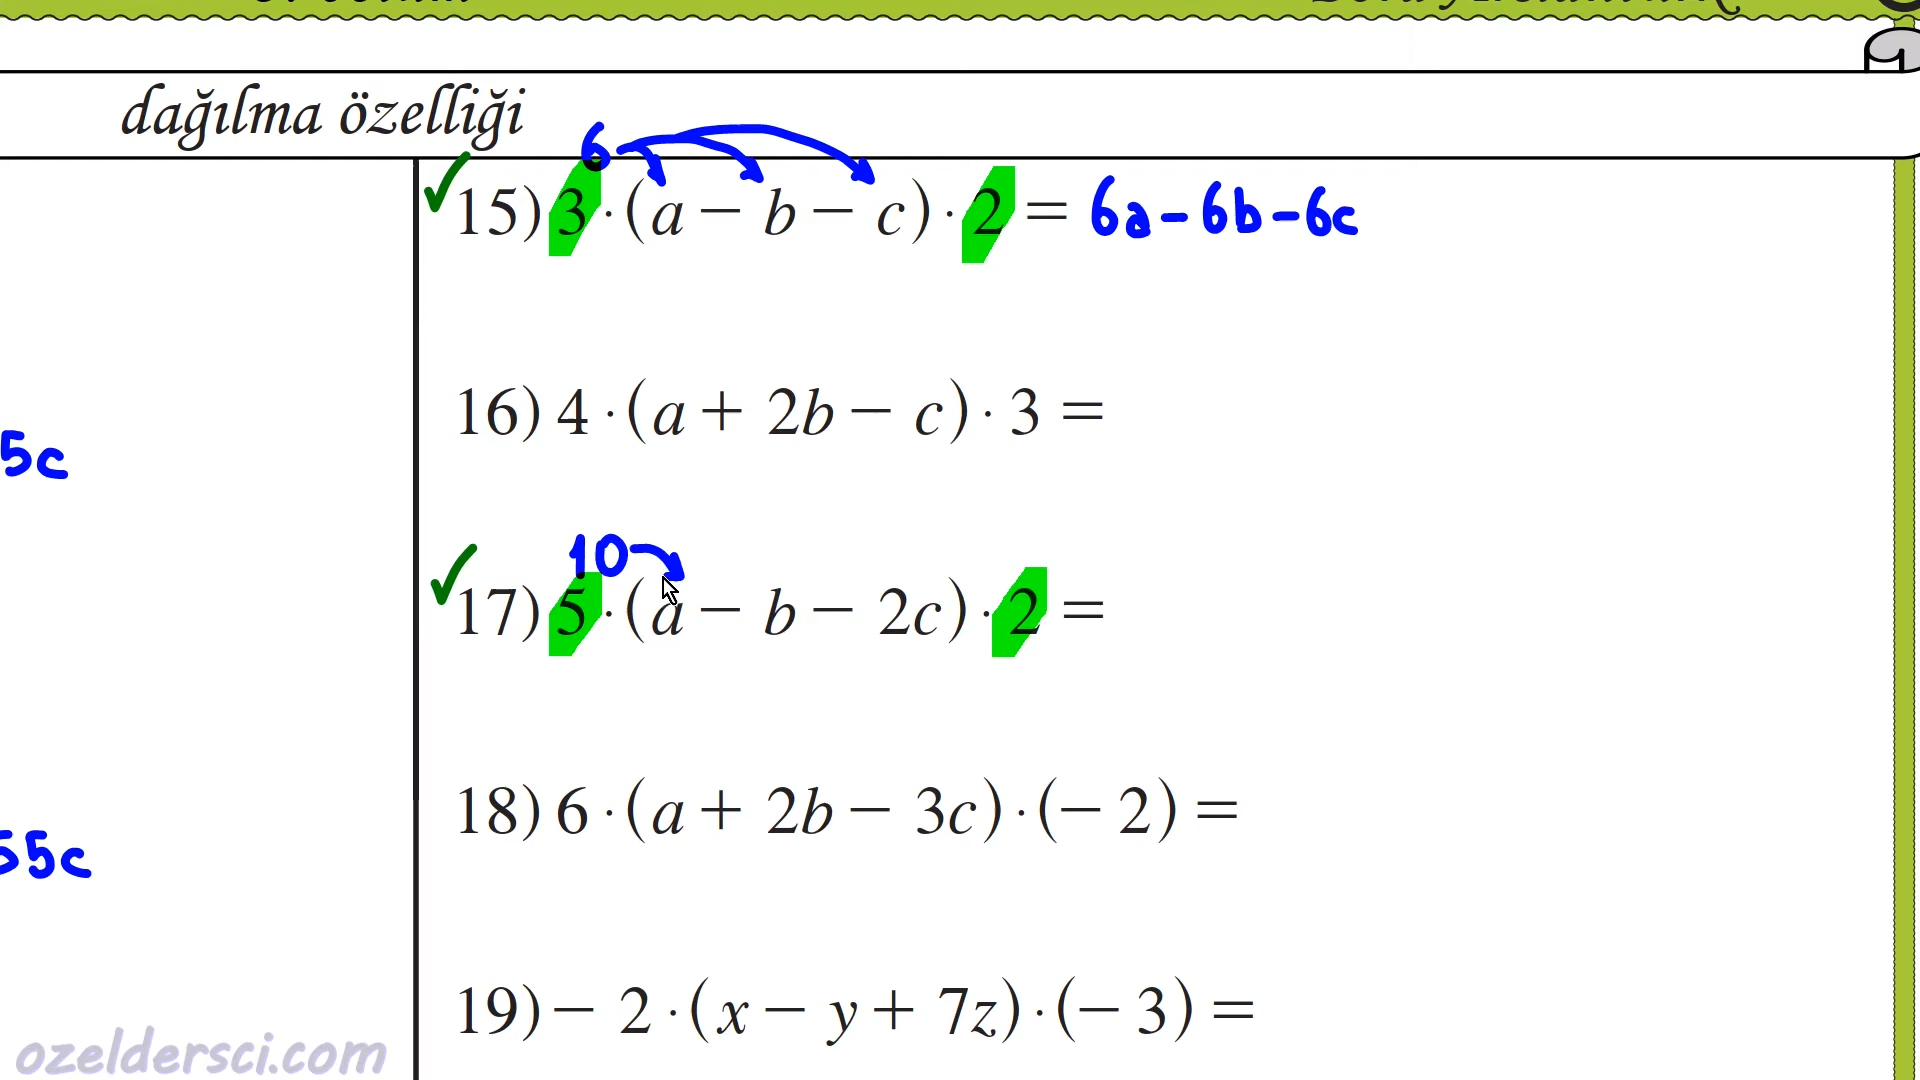 dağılma özelliği
6
15) 3 · (a − b − c) · 2 = 6a - 6b - 6c
16) 4 · (a + 2b − c) · 3 =
5c
10
17) 5 · (a − b − 2c) · 2 =
18) 6 · (a + 2b − 3c) · (− 2) =
55c
19) − 2 · (x − y + 7z) · (− 3) =
ozeldersci.com